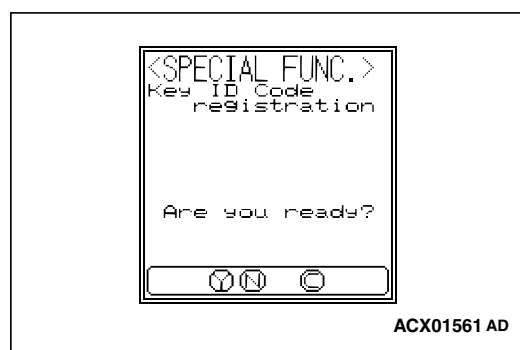 <SPECIAL FUNC.>
Key ID Code
registration
Are you ready?
Y N C
ACX01561 AD